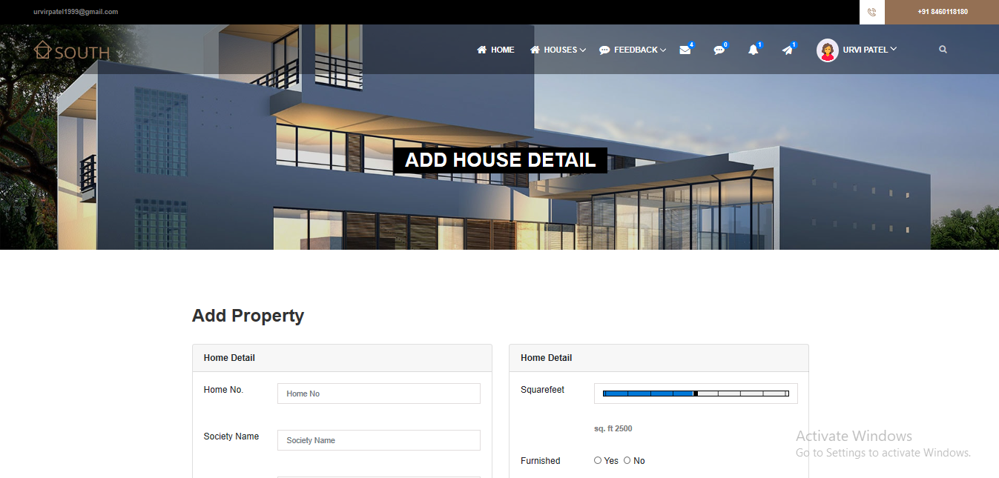 urvirpatel1999@gmail.com
+91 8460118180
SOUTH
HOME
HOUSES
FEEDBACK
4
0
1
1
URVI PATEL
ADD HOUSE DETAIL
Add Property
Home Detail
Home No.
Home No
Society Name
Society Name
Home Detail
Squarefeet
sq. ft 2500
Furnished
Yes
No
Activate Windows
Go to Settings to activate Windows.